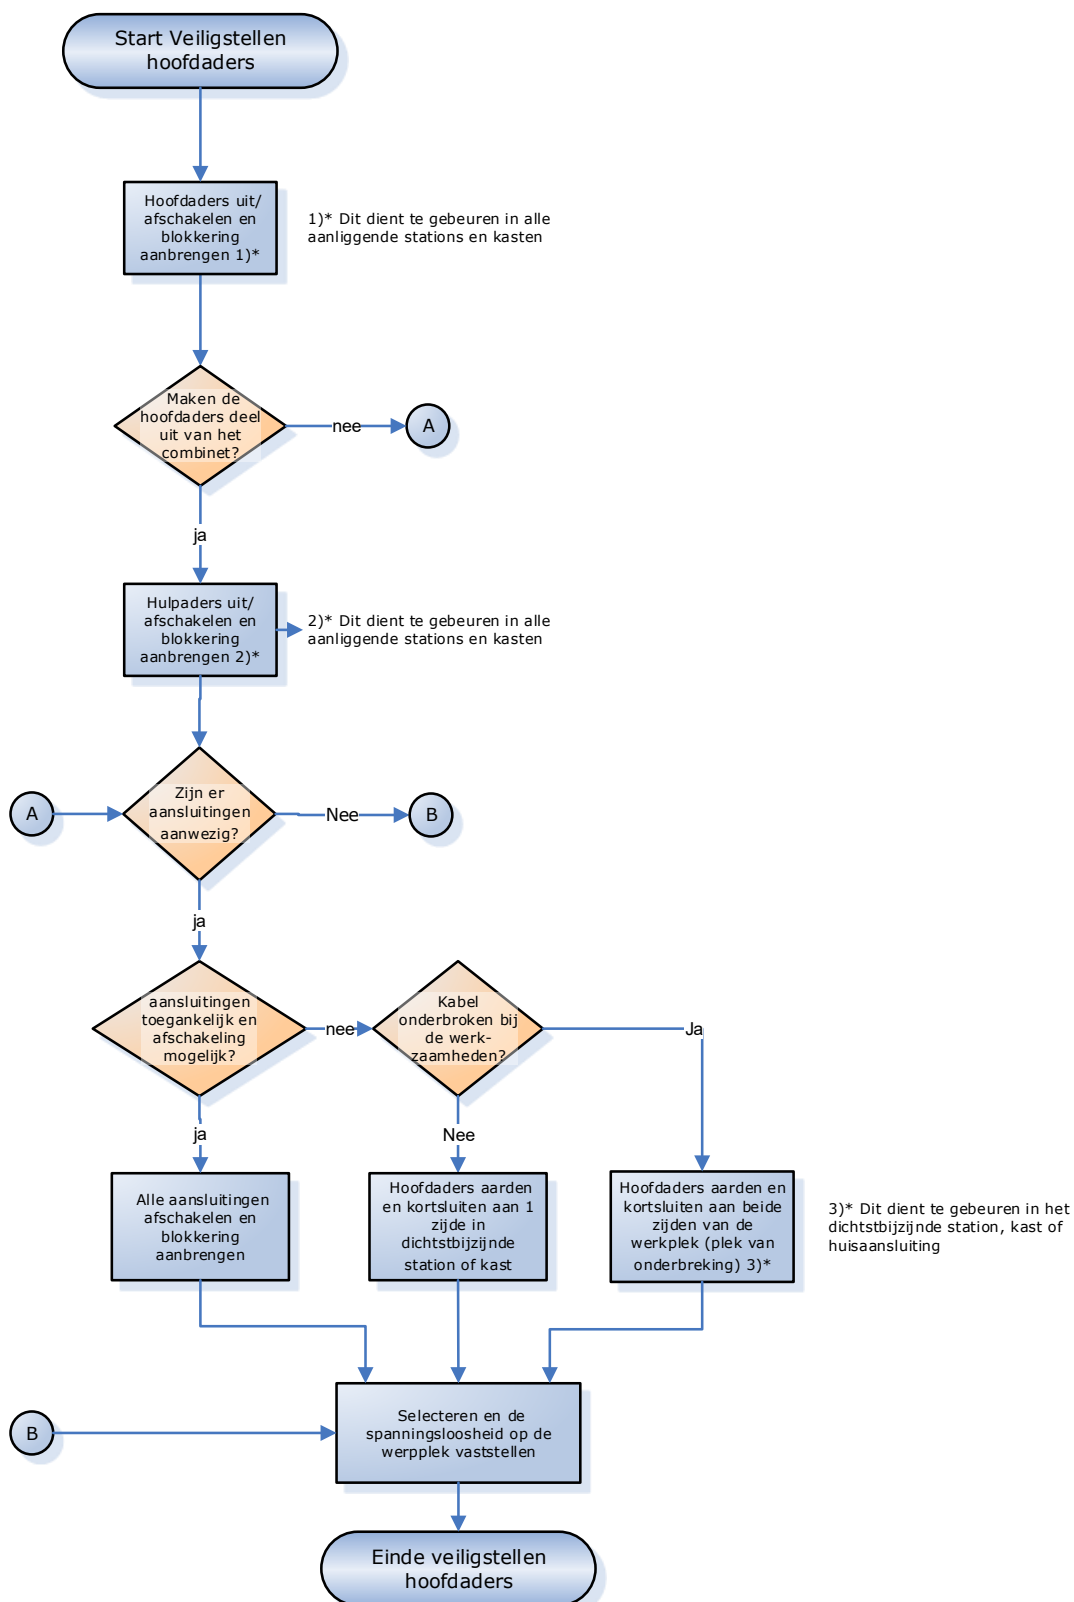 Start Veiligstellen
hoofdaders
Hoofdaders uit/
afschakelen en
blokkering
aanbrengen 1)*
1)* Dit dient te gebeuren in alle
aanliggende stations en kasten
Maken de
hoofdaders deel
uit van het
combinet?
nee
A
ja
Hulpaders uit/
afschakelen en
blokkering
aanbrengen 2)*
2)* Dit dient te gebeuren in alle
aanliggende stations en kasten
A
Zijn er
aansluitingen
aanwezig?
Nee
B
ja
aansluitingen
toegankelijk en
afschakeling
mogelijk?
nee
Kabel
onderbroken bij
de werk-
zaamheden?
Ja
ja
Nee
Alle aansluitingen
afschakelen en
blokkering
aanbrengen
Hoofdaders aarden
en kortsluiten aan 1
zijde in
dichtstbijzijnde
station of kast
Hoofdaders aarden en
kortsluiten aan beide
zijden van de
werkplek (plek van
onderbreking) 3)*
3)* Dit dient te gebeuren in het
dichtstbijzijnde station, kast of
huisaansluiting
B
Selecteren en de
spanningsloosheid op de
werpplek vaststellen
Einde veiligstellen
hoofdaders